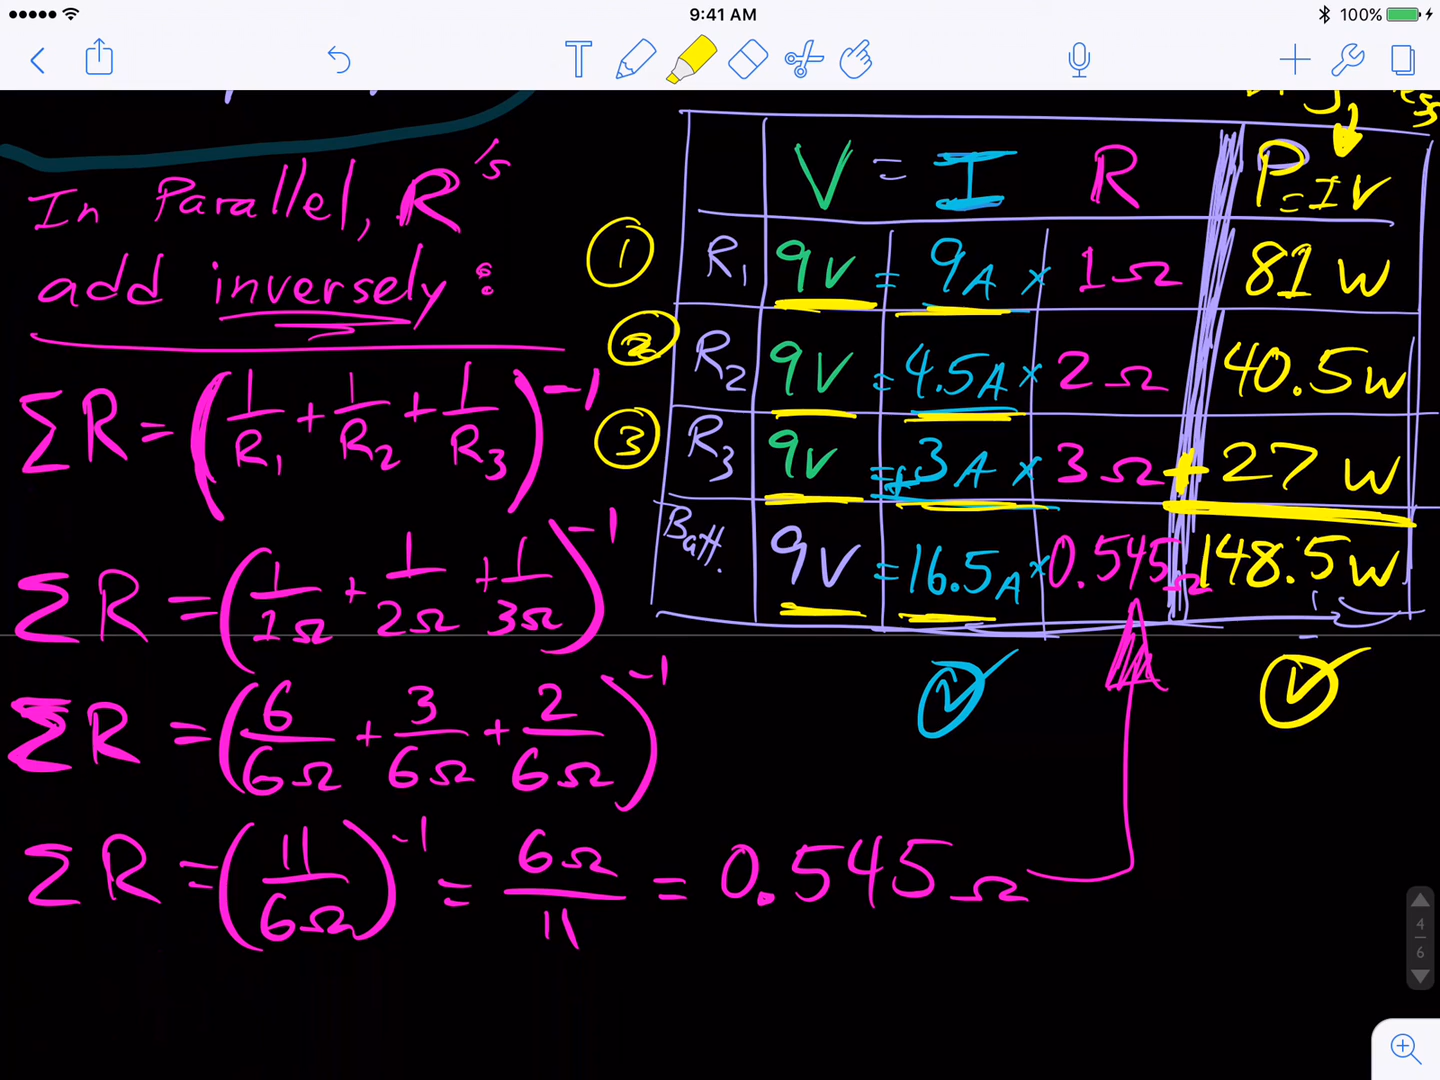 9:41 AM
100%
T
In Parallel, R's
add inversely:
ΣR = (1/R₁ + 1/R₂ + 1/R₃)⁻¹
ΣR = (1/1Ω + 1/2Ω + 1/3Ω)⁻¹
ΣR = (6/6Ω + 3/6Ω + 2/6Ω)⁻¹
ΣR = (11/6Ω)⁻¹ = 6Ω/11 = 0.545Ω
V = I R P=IV
① R₁ 9V = 9A × 1Ω 81 W
② R₂ 9V = 4.5A × 2Ω 40.5W
③ R₃ 9V = + 3A × 3Ω + 27 W
Batt. 9V = 16.5A × 0.545Ω 148.5W
4
6